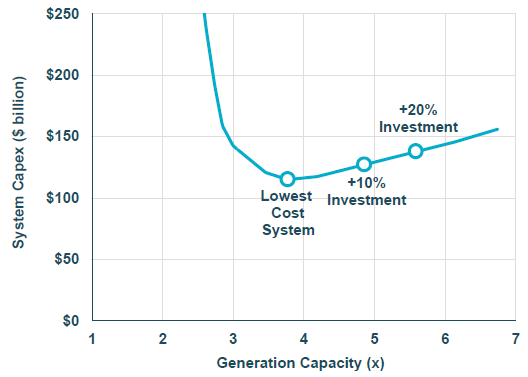 $250
$200
$150
$100
$50
$0
System Capex ($ billion)
+20%
Investment
+10%
Investment
Lowest
Cost
System
1 2 3 4 5 6 7
Generation Capacity (x)